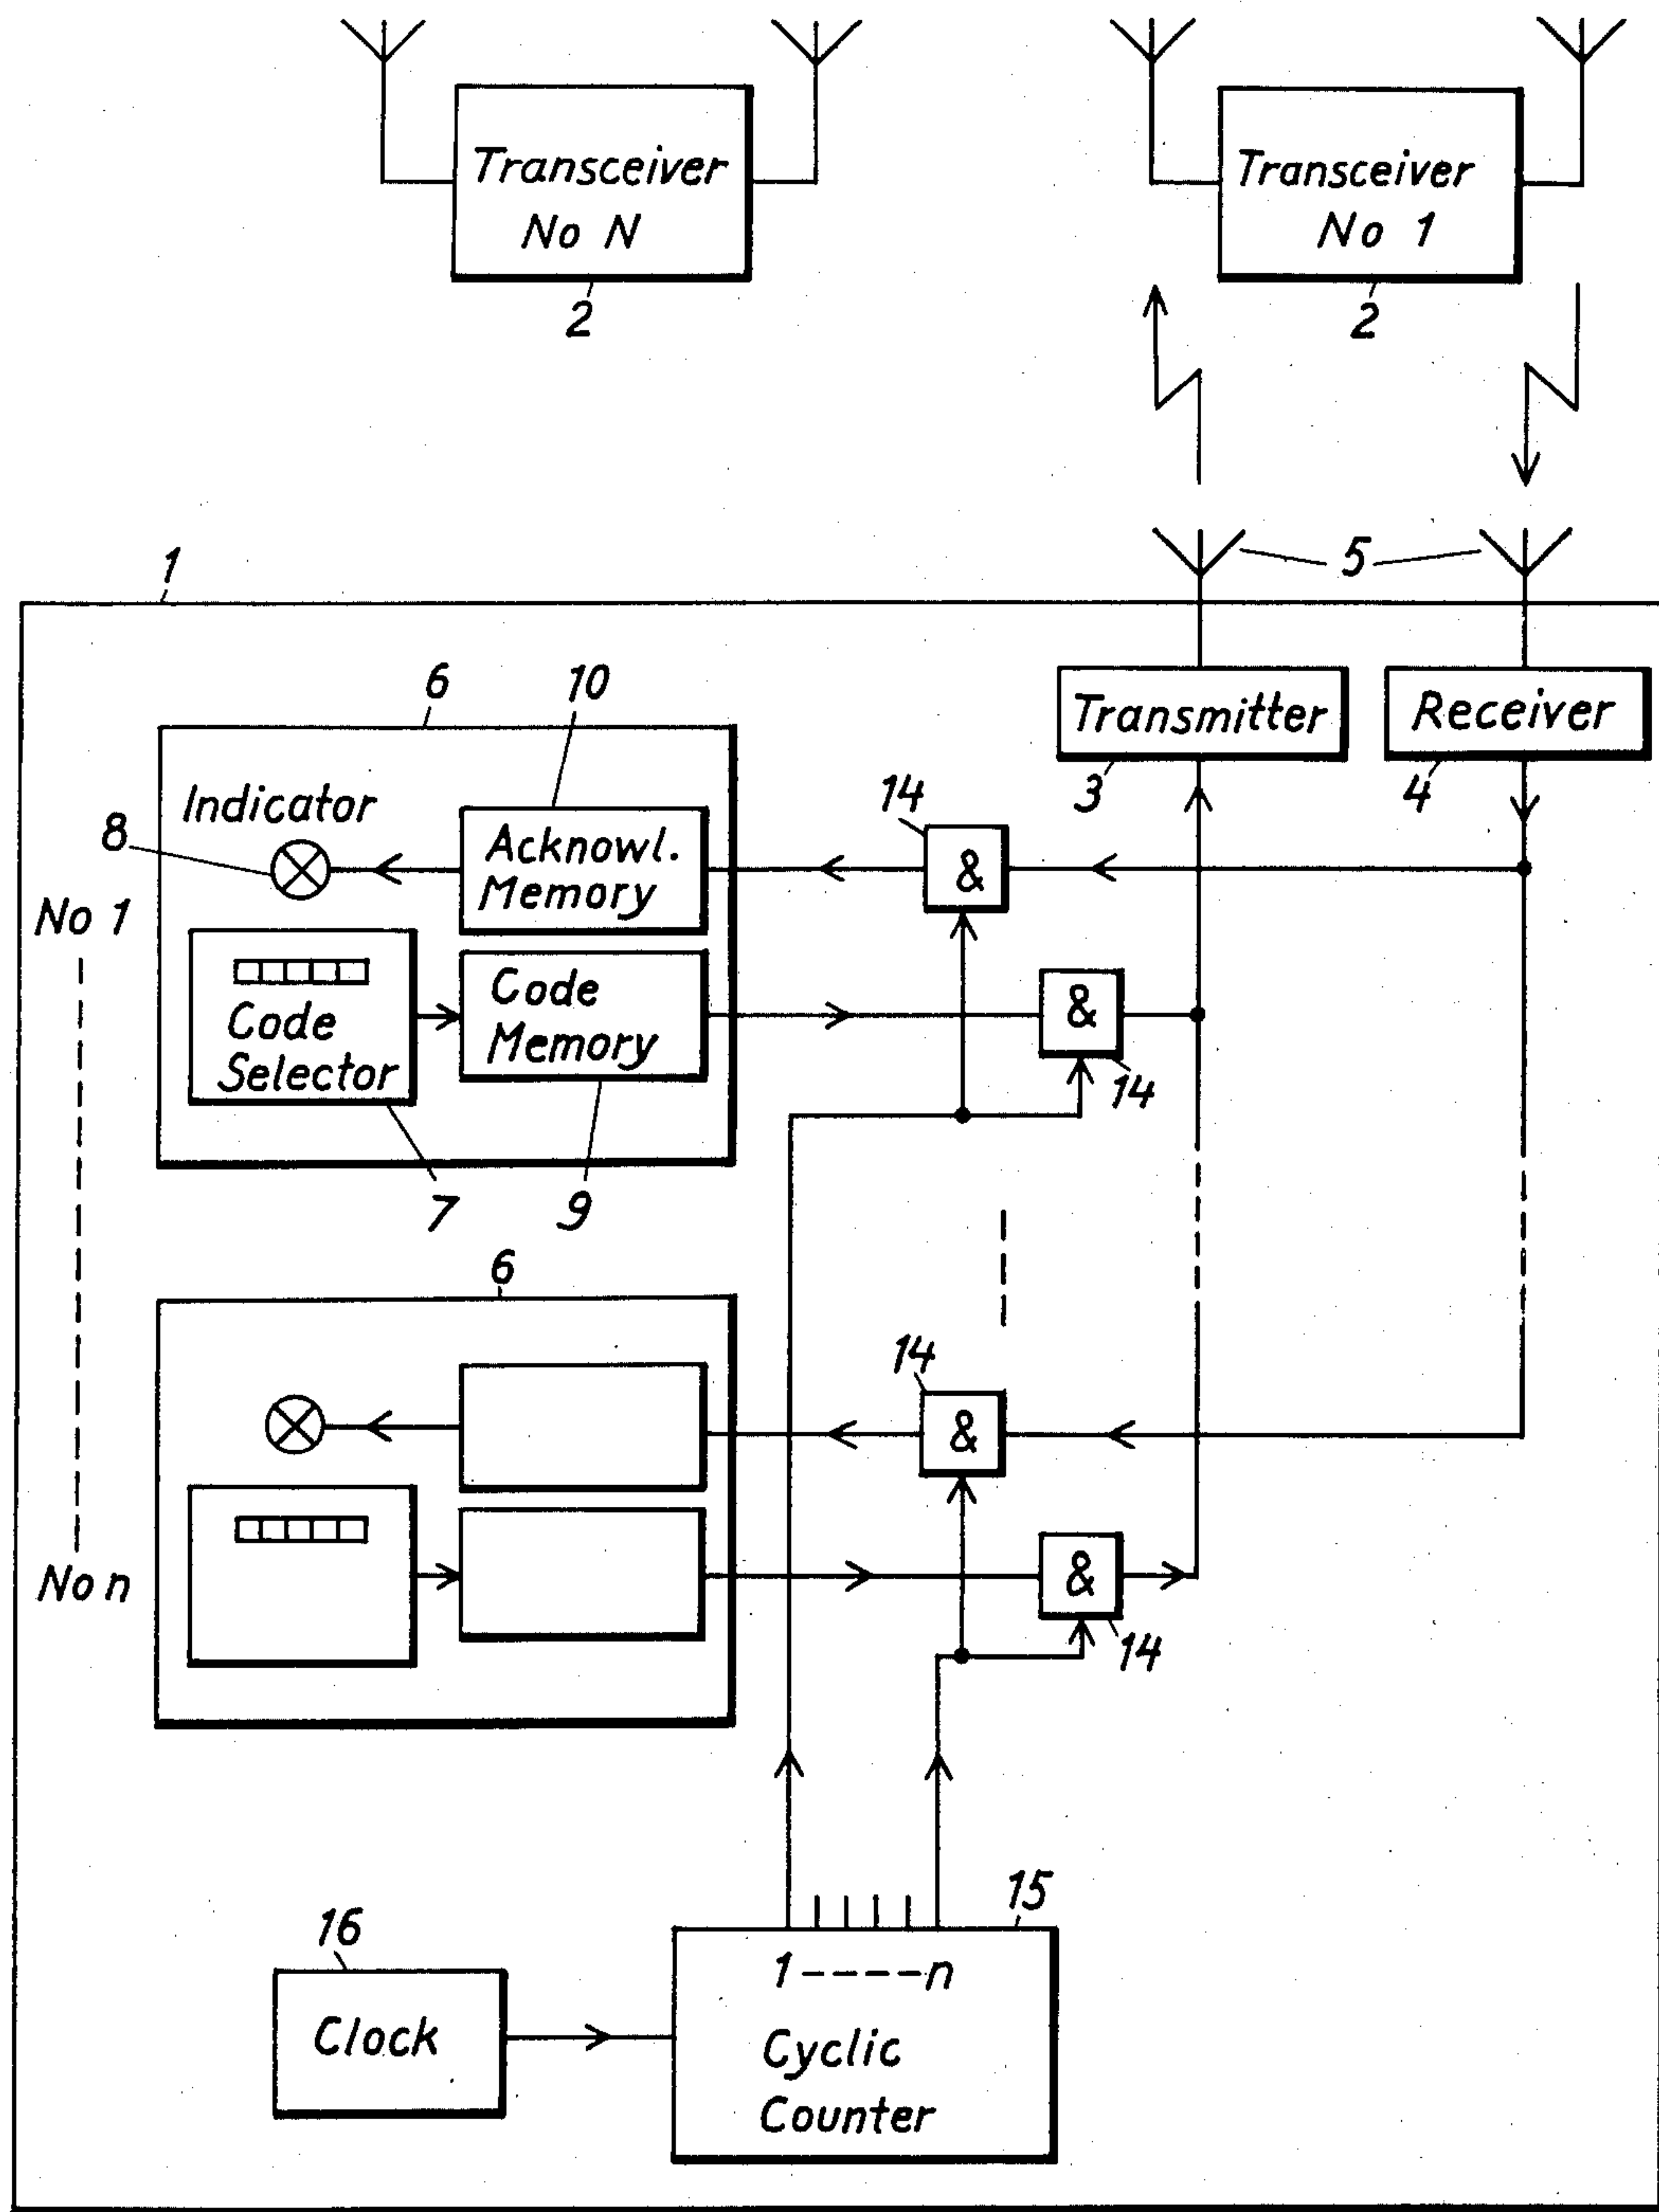 Transceiver
No N
2
Transceiver
No 1
2
5
1
6
10
Transmitter
Receiver
3
4
14
Indicator
8
Acknowl.
Memory
&
No 1
Code
Selector
Code
Memory
&
14
7
9
6
14
&
&
No n
14
15
16
1----n
Clock
Cyclic
Counter